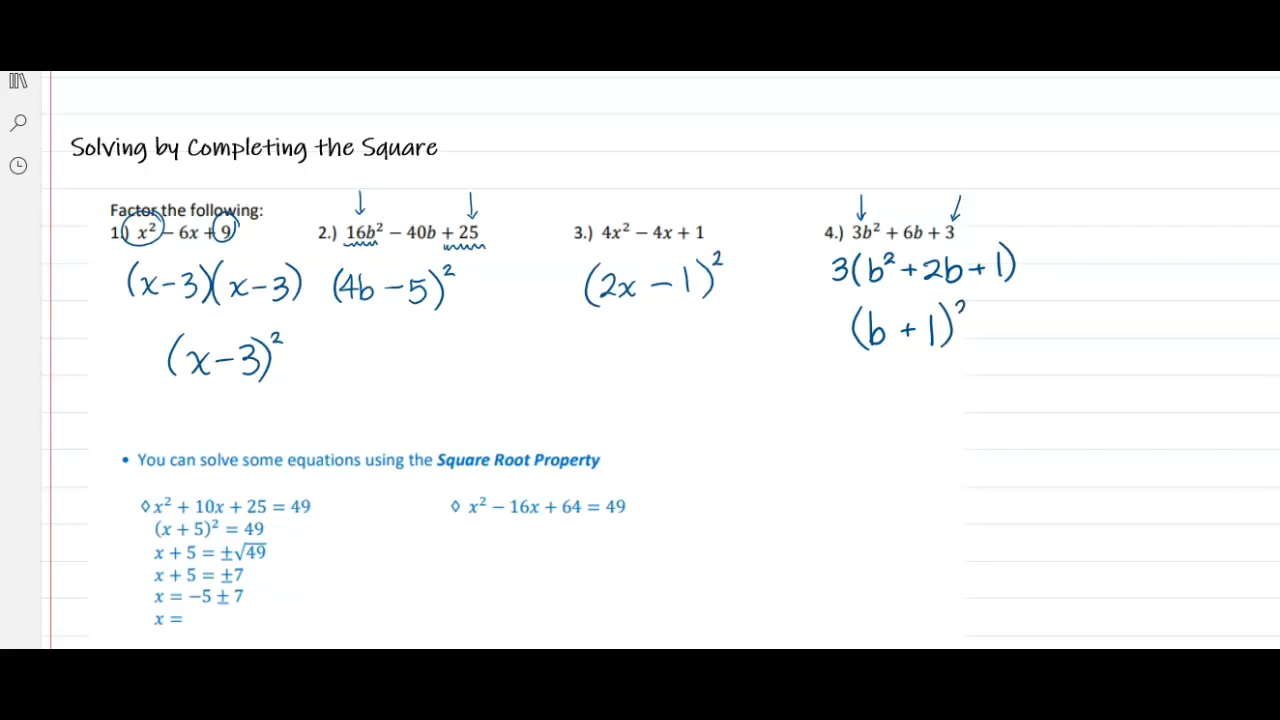 Solving by Completing the Square
Factor the following:
1.) x² − 6x + 9 2.) 16b² − 40b + 25 3.) 4x² − 4x + 1 4.) 3b² + 6b + 3
(x−3)(x−3) (4b−5)² (2x−1)² 3(b²+2b+1)
(x−3)² (b+1)²
• You can solve some equations using the Square Root Property
◊ x² + 10x + 25 = 49 ◊ x² − 16x + 64 = 49
(x + 5)² = 49
x + 5 = ±√49
x + 5 = ±7
x = −5 ± 7
x =